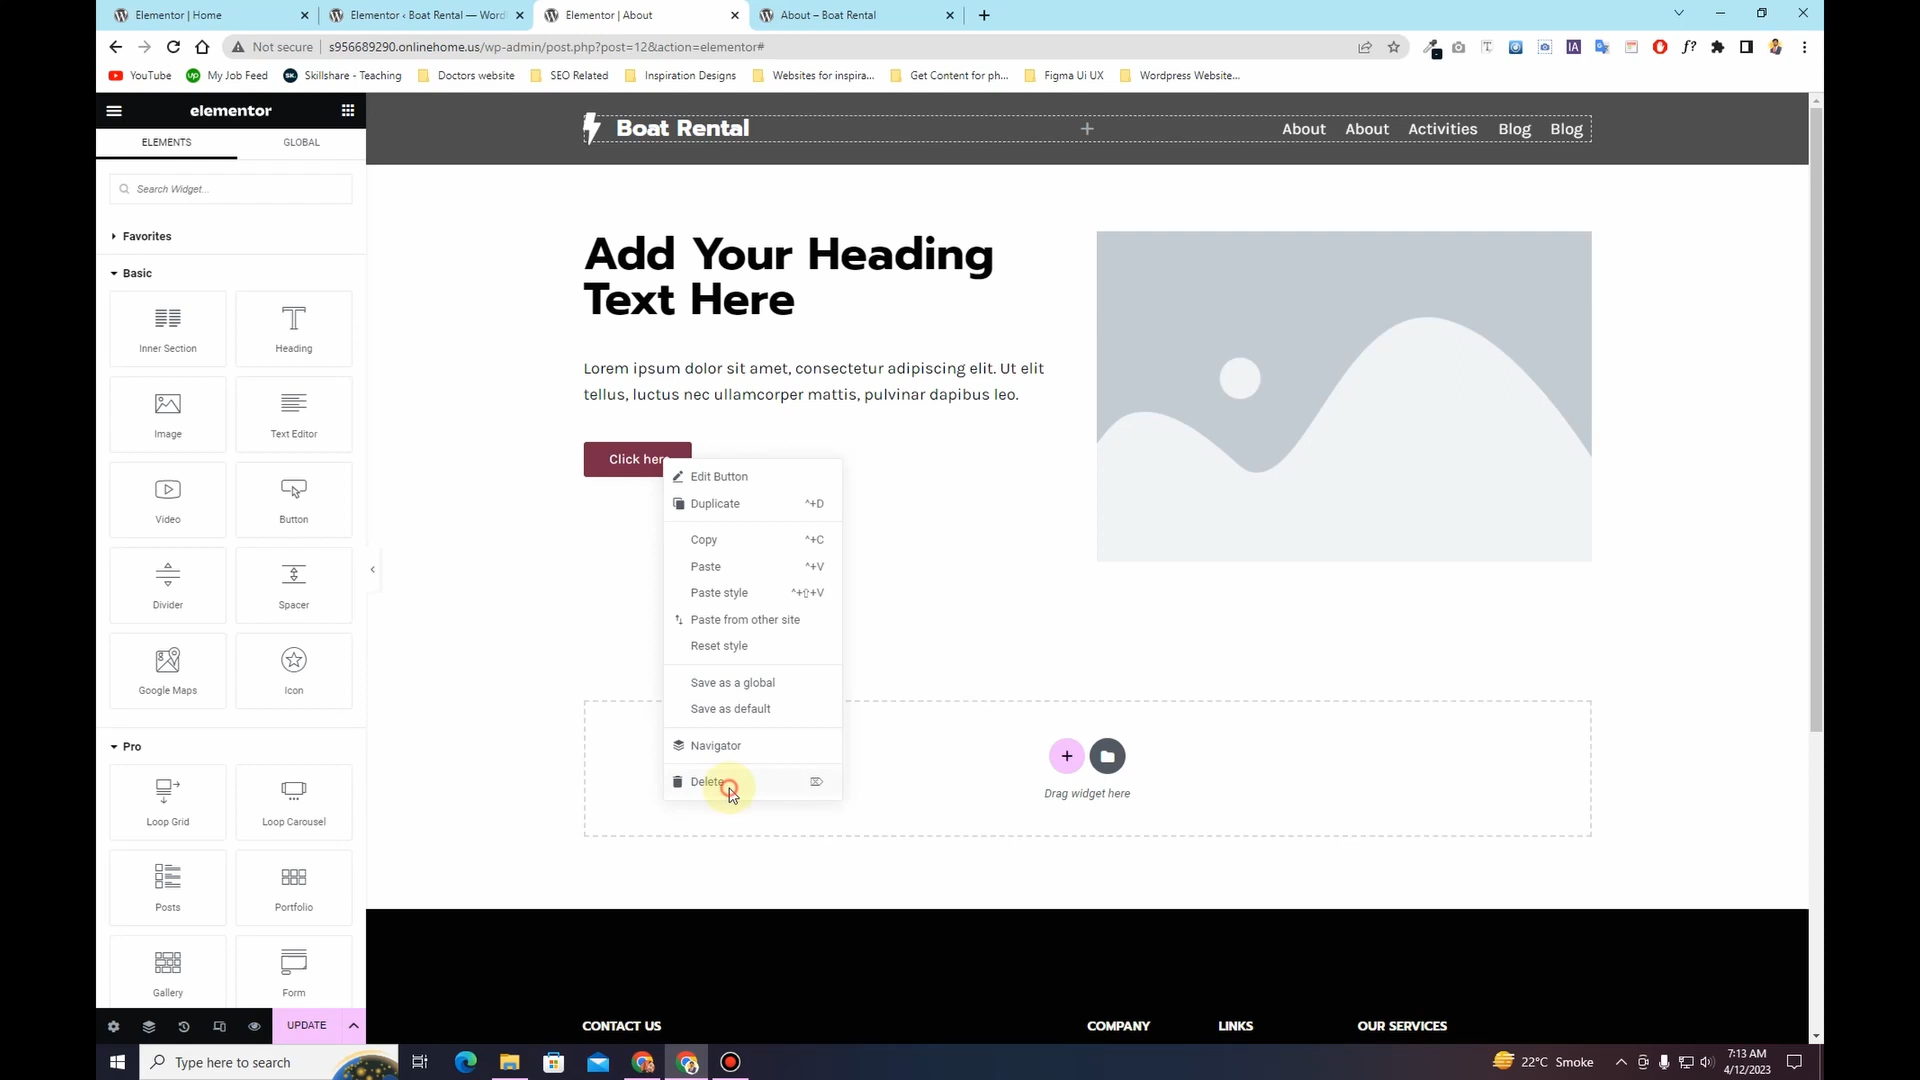 Elementor | Home
Elementor ‹ Boat Rental — WordP
Elementor | About
About – Boat Rental
Not secure
s956689290.onlinehome.us/wp-admin/post.php?post=12&action=elementor#
YouTube
My Job Feed
Skillshare - Teaching
Doctors website
SEO Related
Inspiration Designs
Websites for inspira...
Get Content for ph...
Figma Ui UX
Wordpress Website...
elementor
ELEMENTS
GLOBAL
Search Widget...
Favorites
Basic
Inner Section
Heading
Image
Text Editor
Video
Button
Divider
Spacer
Google Maps
Icon
Pro
Loop Grid
Loop Carousel
Posts
Portfolio
Gallery
Form
UPDATE
Boat Rental
About
About
Activities
Blog
Blog
Add Your Heading
Text Here
Lorem ipsum dolor sit amet, consectetur adipiscing elit. Ut elit
tellus, luctus nec ullamcorper mattis, pulvinar dapibus leo.
Click here
Edit Button
Duplicate ^+D
Copy ^+C
Paste ^+V
Paste style ^+⇧+V
Paste from other site
Reset style
Save as a global
Save as default
Navigator
Delete ⌦
Drag widget here
CONTACT US
COMPANY
LINKS
OUR SERVICES
Type here to search
22°C Smoke
7:13 AM
4/12/2023